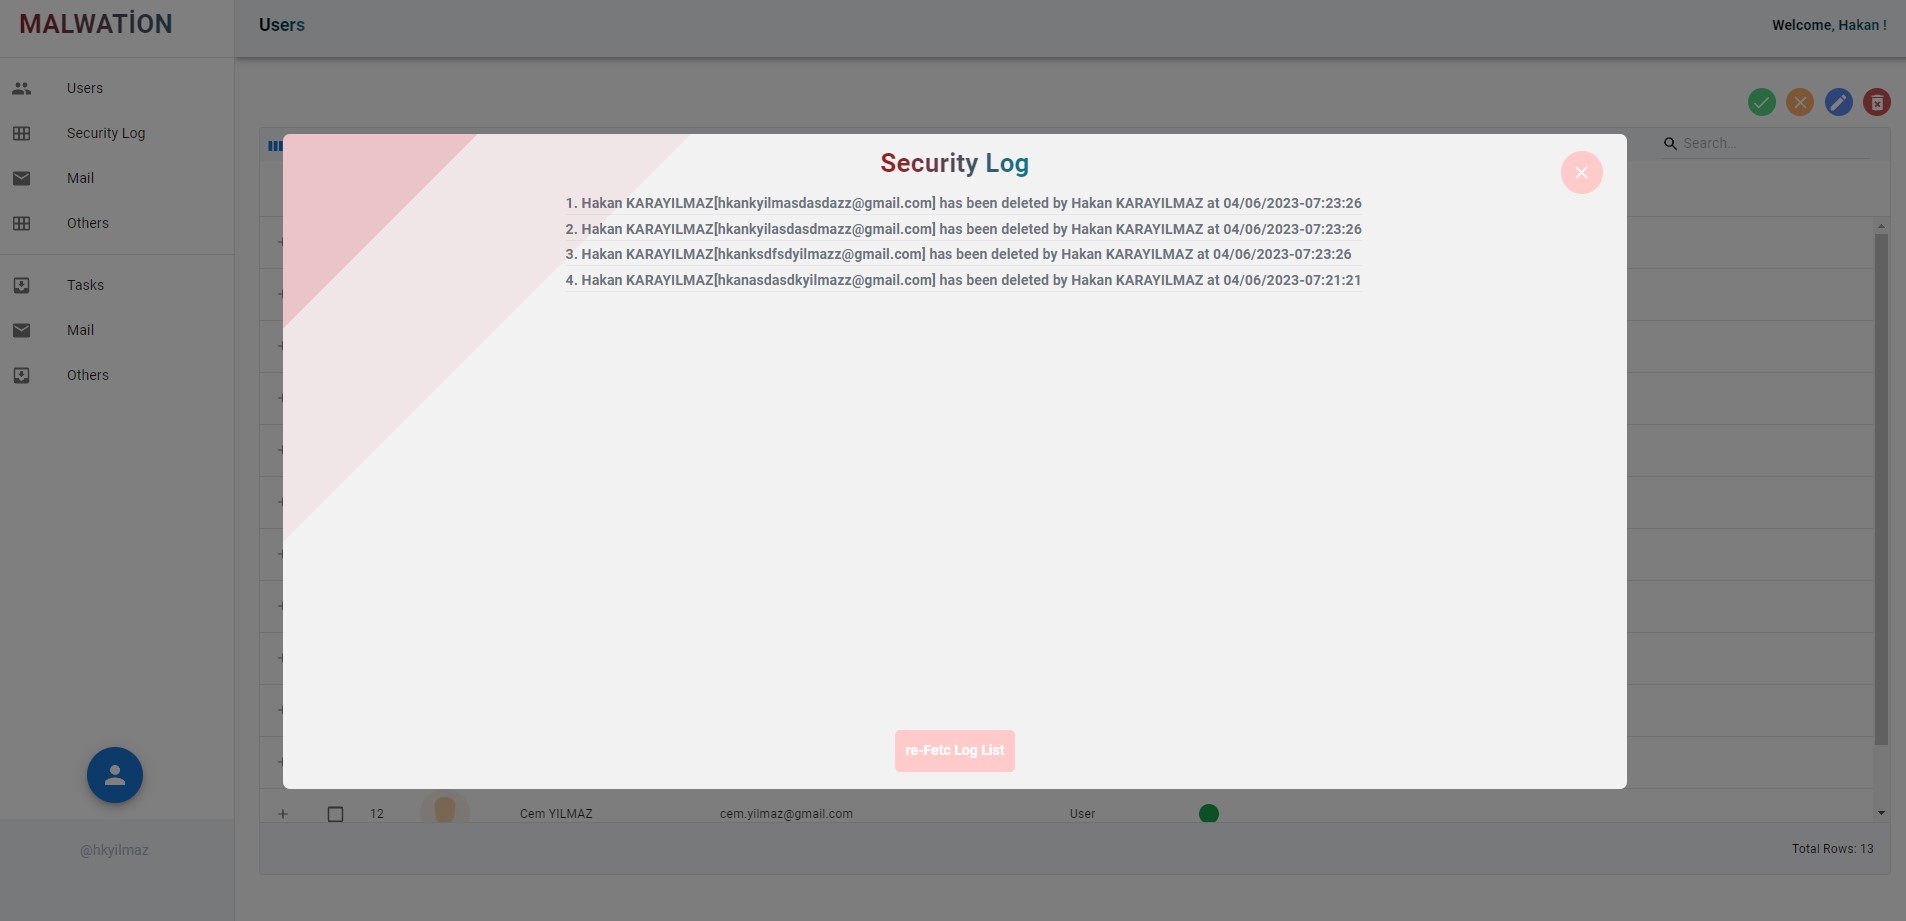 MALWATİON
Users
Welcome, Hakan !
Users
Security Log
Mail
Others
Tasks
Mail
Others
@hkyilmaz
Search…
Security Log
1. Hakan KARAYILMAZ[hkankyilmasdasdazz@gmail.com] has been deleted by Hakan KARAYILMAZ at 04/06/2023-07:23:26
2. Hakan KARAYILMAZ[hkankyilasdasdmazz@gmail.com] has been deleted by Hakan KARAYILMAZ at 04/06/2023-07:23:26
3. Hakan KARAYILMAZ[hkanksdfsdyilmazz@gmail.com] has been deleted by Hakan KARAYILMAZ at 04/06/2023-07:23:26
4. Hakan KARAYILMAZ[hkanasdasdkyilmazz@gmail.com] has been deleted by Hakan KARAYILMAZ at 04/06/2023-07:21:21
re-Fetc Log List
12 Cem YILMAZ cem.yilmaz@gmail.com User
Total Rows: 13